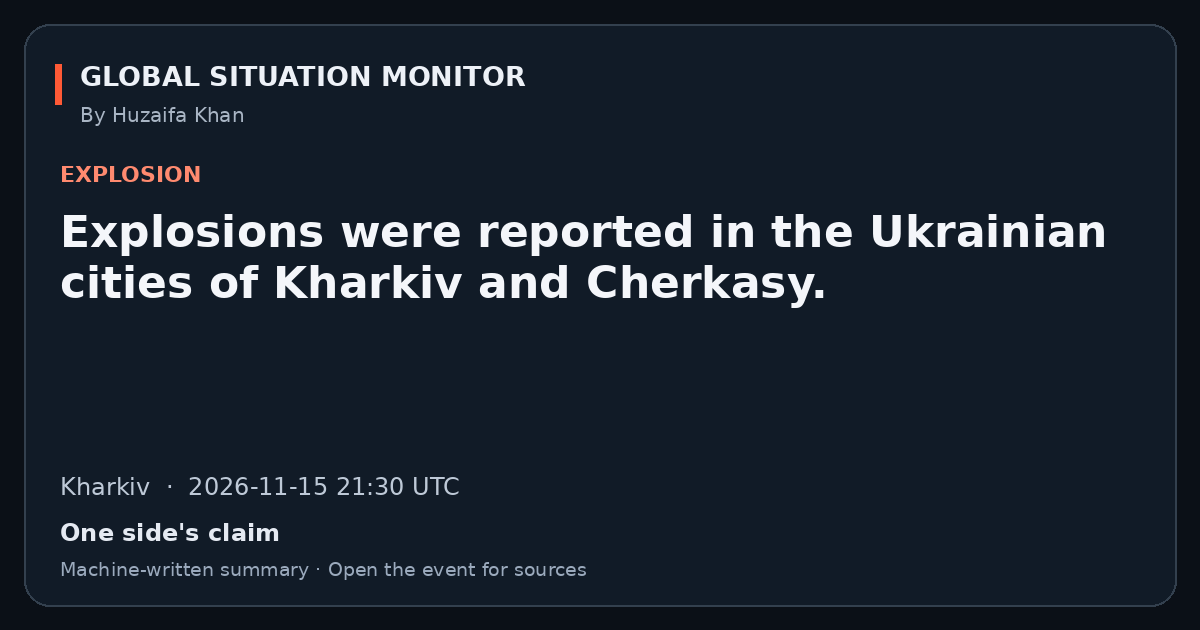 GLOBAL SITUATION MONITOR
By Huzaifa Khan
EXPLOSION
Explosions were reported in the Ukrainian
cities of Kharkiv and Cherkasy.
Kharkiv · 2026-11-15 21:30 UTC
One side's claim
Machine-written summary · Open the event for sources